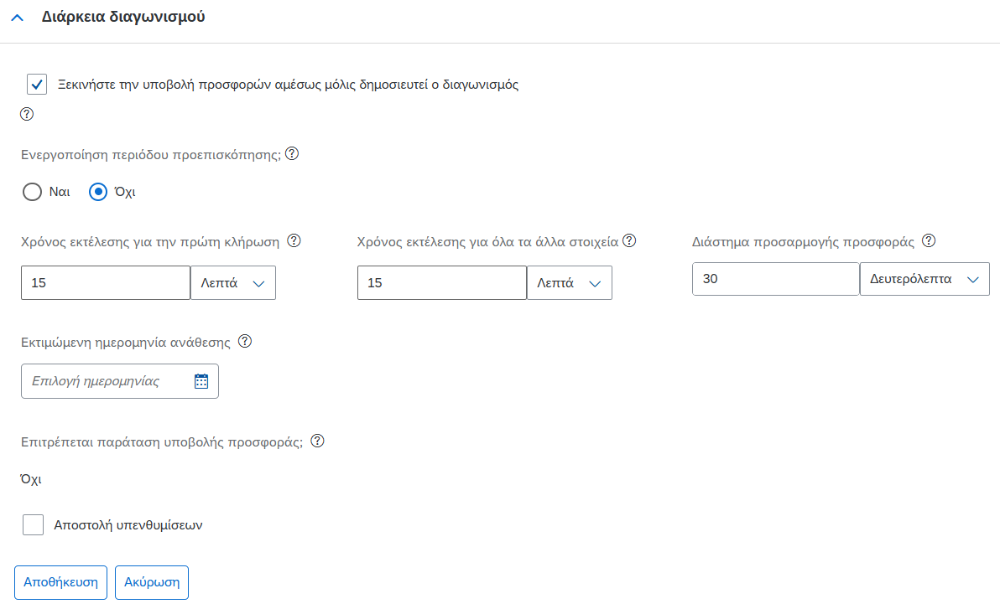 Διάρκεια διαγωνισμού
Ξεκινήστε την υποβολή προσφορών αμέσως μόλις δημοσιευτεί ο διαγωνισμός
?
Ενεργοποίηση περιόδου προεπισκόπησης; ?
Ναι Όχι
Χρόνος εκτέλεσης για την πρώτη κλήρωση ? Χρόνος εκτέλεσης για όλα τα άλλα στοιχεία ? Διάστημα προσαρμογής προσφοράς ?
15 Λεπτά 15 Λεπτά 30 Δευτερόλεπτα
Εκτιμώμενη ημερομηνία ανάθεσης ?
Επιλογή ημερομηνίας
Επιτρέπεται παράταση υποβολής προσφοράς; ?
Όχι
Αποστολή υπενθυμίσεων
Αποθήκευση Ακύρωση